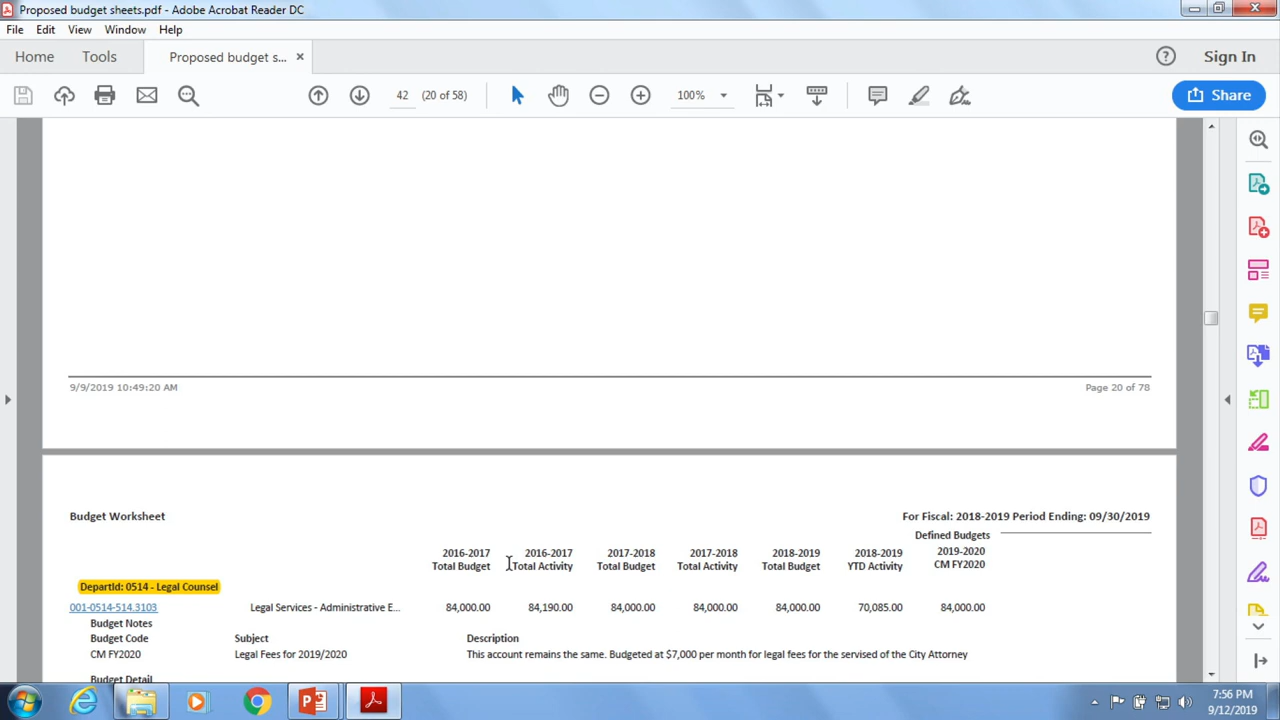 Proposed budget sheets.pdf - Adobe Acrobat Reader DC
File Edit View Window Help
Home Tools Proposed budget s... × ? Sign In
42 (20 of 58) 100% Share
9/9/2019 10:49:20 AM Page 20 of 78
Budget Worksheet For Fiscal: 2018-2019 Period Ending: 09/30/2019
Defined Budgets
2016-2017 2016-2017 2017-2018 2017-2018 2018-2019 2018-2019 2019-2020
Total Budget Total Activity Total Budget Total Activity Total Budget YTD Activity CM FY2020
DepartId: 0514 - Legal Counsel
001-0514-514.3103 Legal Services - Administrative E... 84,000.00 84,190.00 84,000.00 84,000.00 84,000.00 70,085.00 84,000.00
Budget Notes
Budget Code Subject Description
CM FY2020 Legal Fees for 2019/2020 This account remains the same. Budgeted at $7,000 per month for legal fees for the servised of the City Attorney
Budget Detail
7:56 PM
9/12/2019